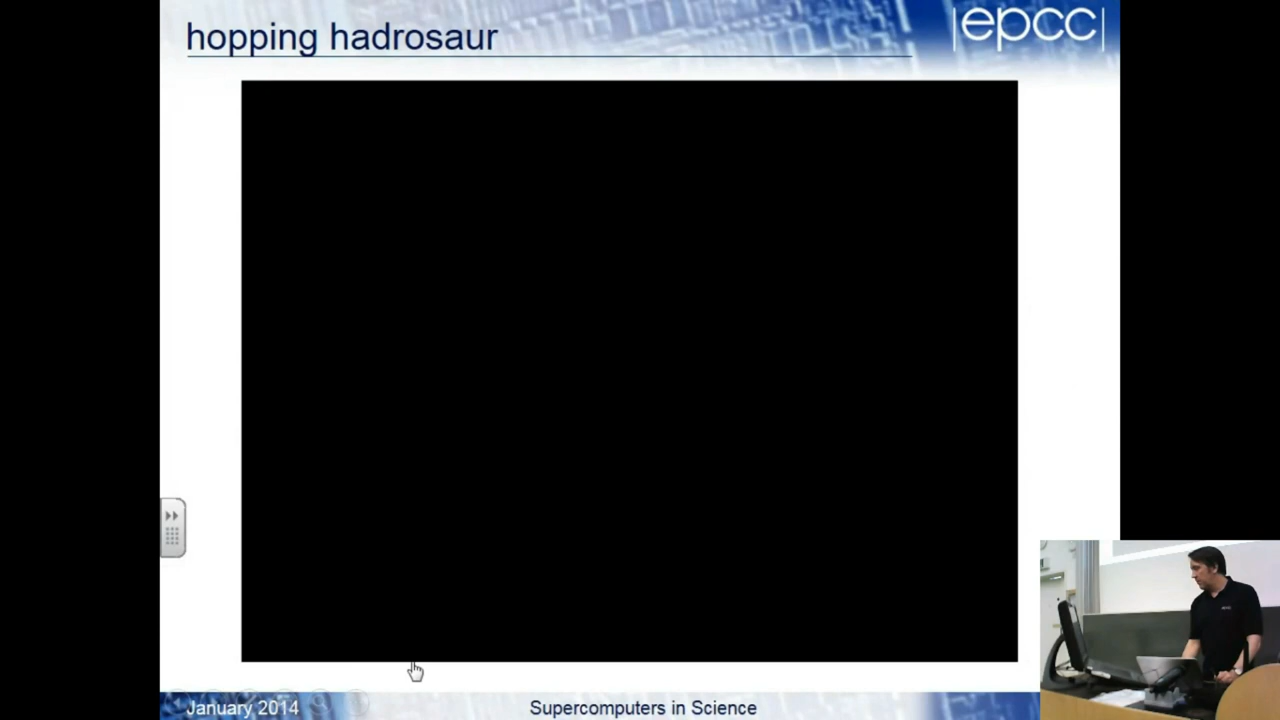 hopping hadrosaur
|epcc|
January 2014
Supercomputers in Science